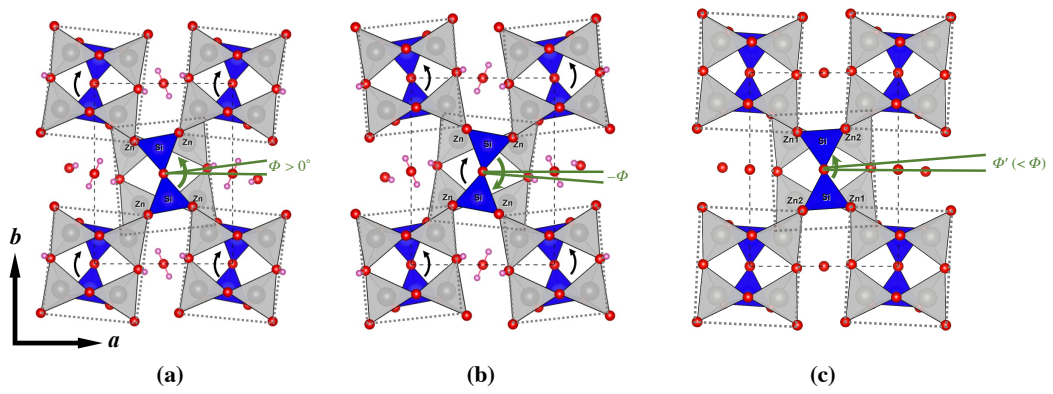 Zn
Si
Zn
Φ > 0°
Si
Zn
Zn
b
a
(a)
Zn
Si
Zn
−Φ
Si
Zn
Zn
(b)
Zn1
Si
Zn2
Φ′ (< Φ)
Si
Zn2
Zn1
(c)